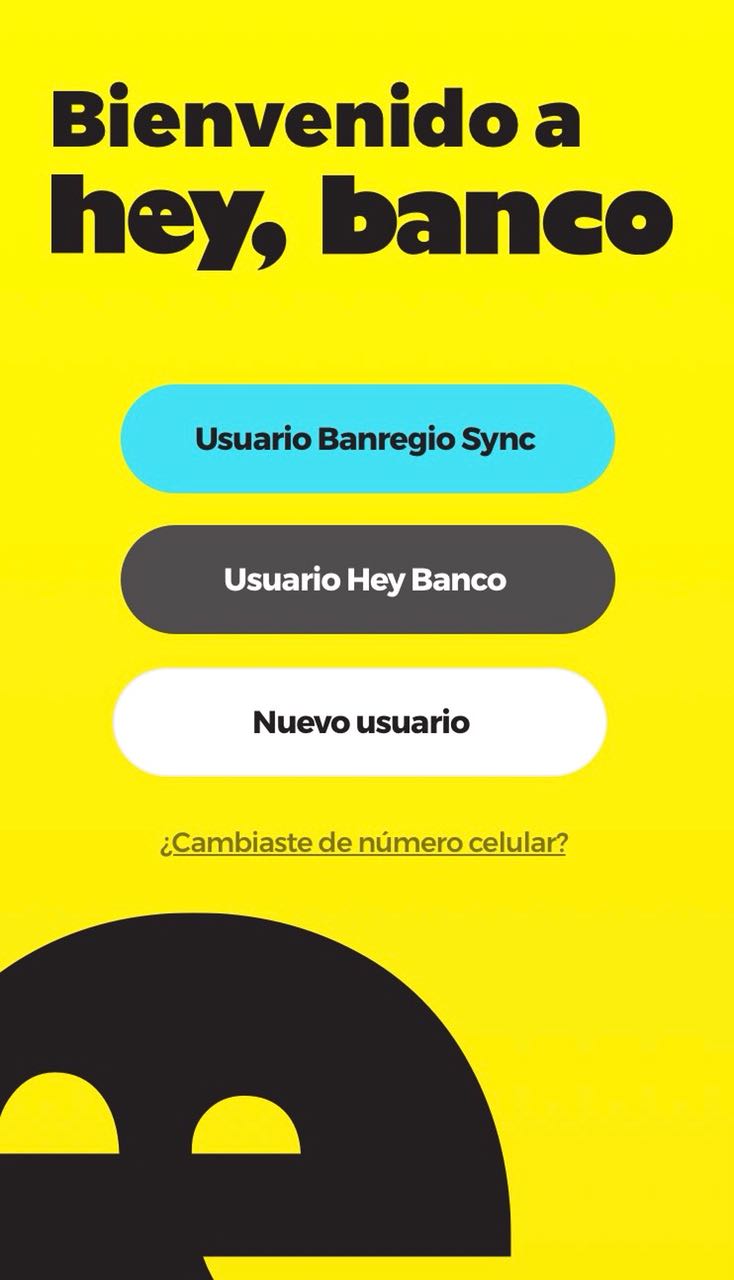 Bienvenido a
hey, banco
Usuario Banregio Sync
Usuario Hey Banco
Nuevo usuario
¿Cambiaste de número celular?